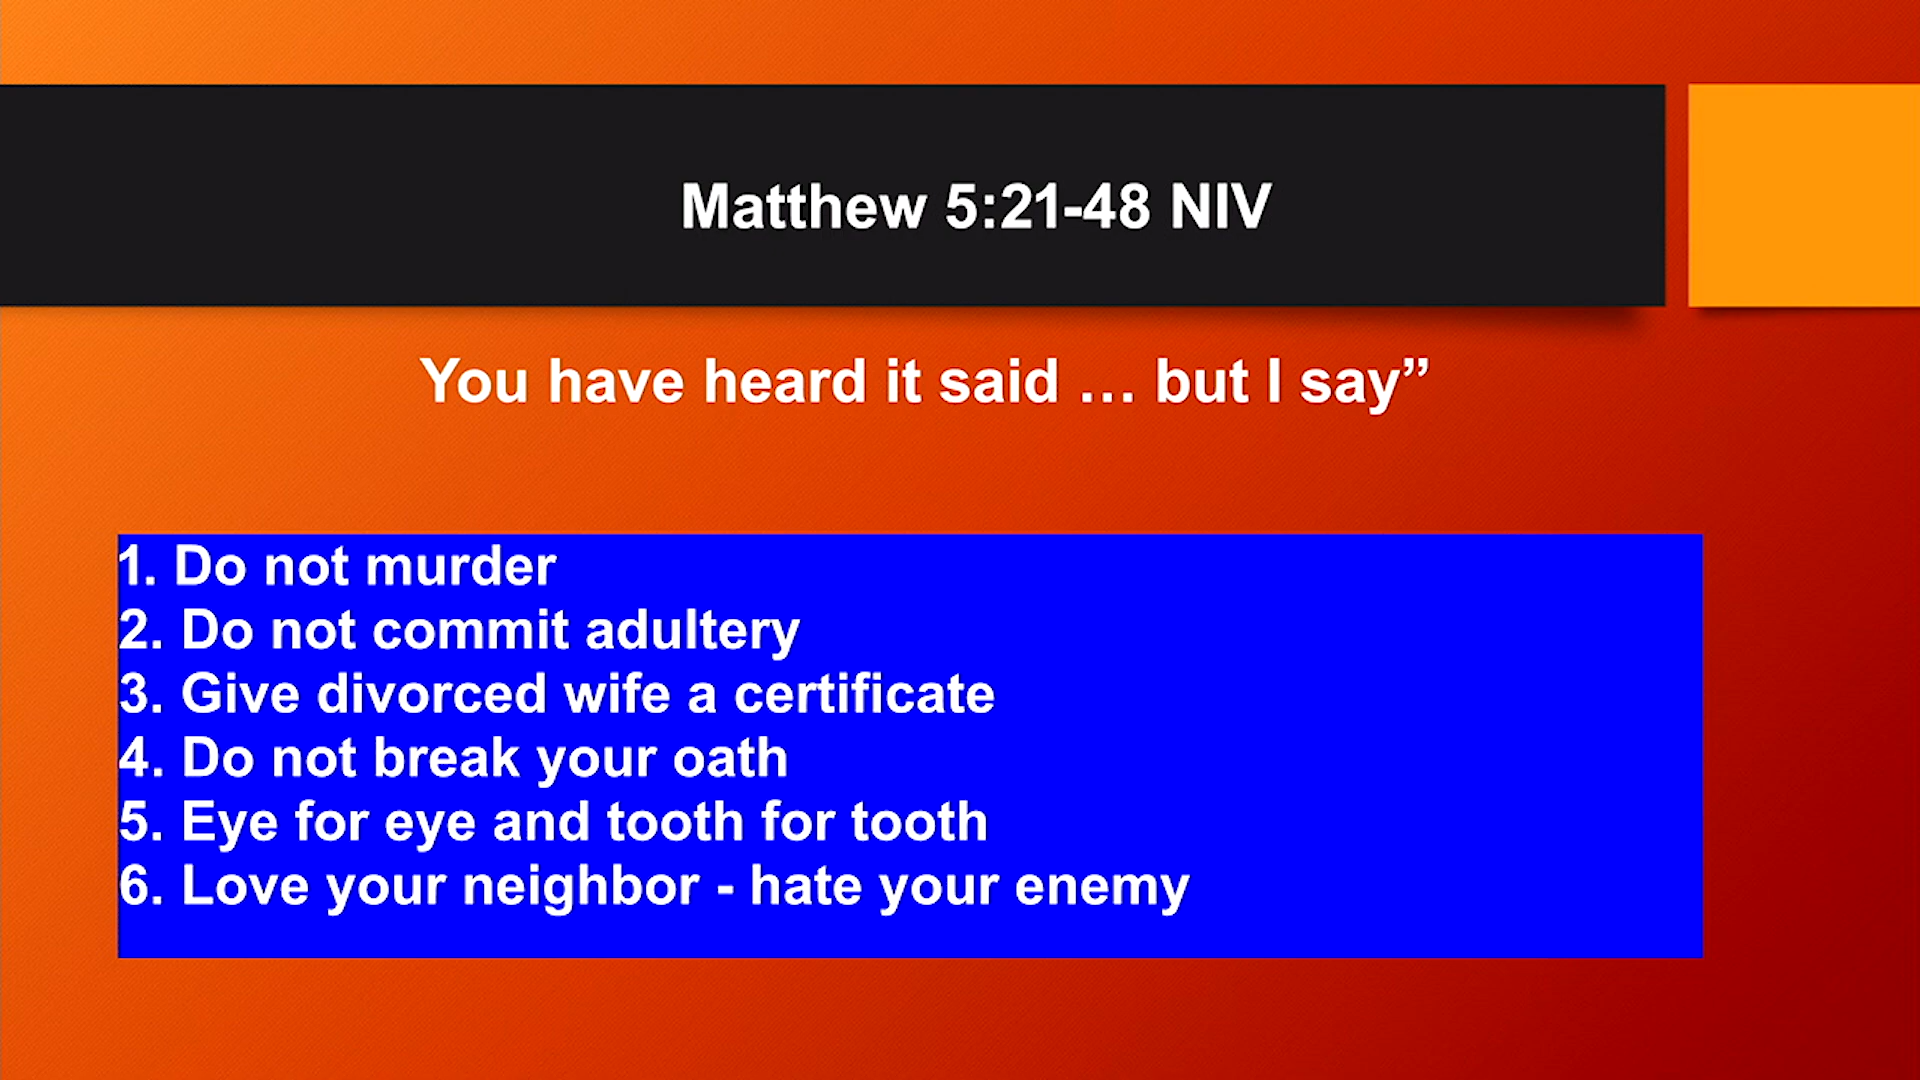 Matthew 5:21-48 NIV
You have heard it said … but I say”
1. Do not murder
2. Do not commit adultery
3. Give divorced wife a certificate
4. Do not break your oath
5. Eye for eye and tooth for tooth
6. Love your neighbor - hate your enemy